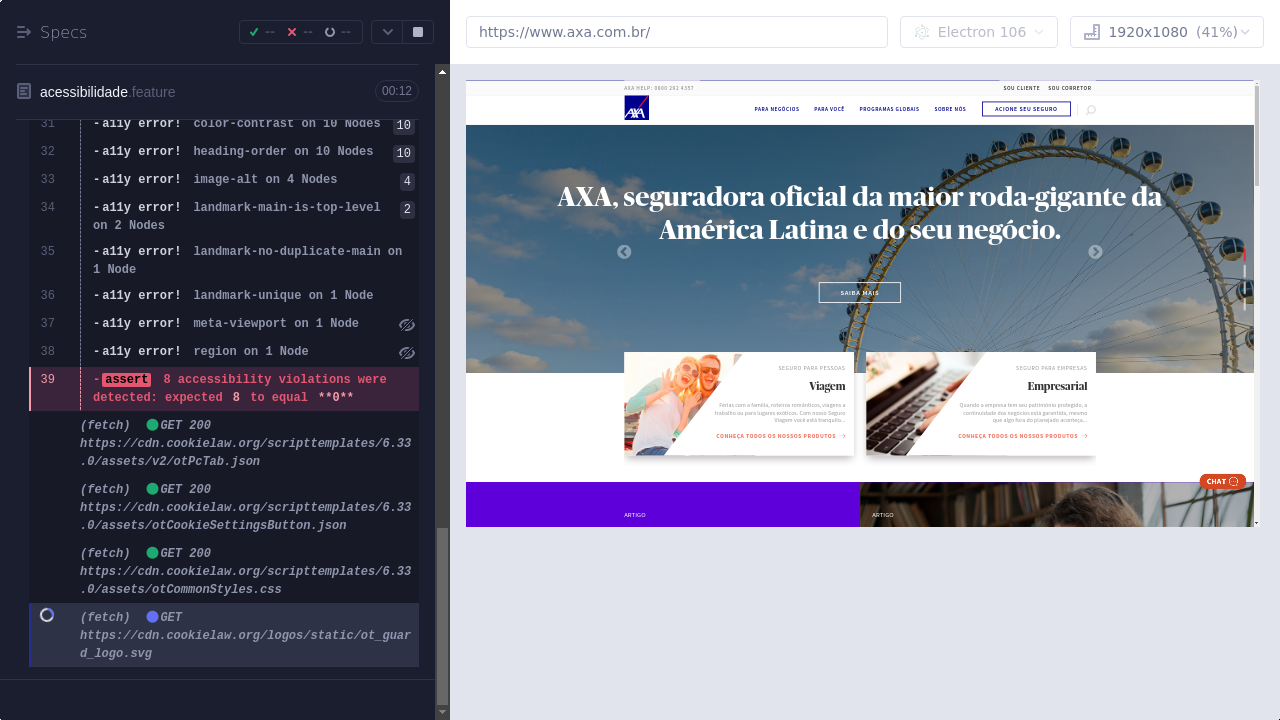 Specs
--
--
--
https://www.axa.com.br/
Electron 106
1920x1080 (41%)
acessibilidade.feature
00:12
31 -a11y error! color-contrast on 10 Nodes 10
32 -a11y error! heading-order on 10 Nodes 10
33 -a11y error! image-alt on 4 Nodes 4
34 -a11y error! landmark-main-is-top-level 2
on 2 Nodes
35 -a11y error! landmark-no-duplicate-main on
1 Node
36 -a11y error! landmark-unique on 1 Node
37 -a11y error! meta-viewport on 1 Node
38 -a11y error! region on 1 Node
39 -assert 8 accessibility violations were
detected: expected 8 to equal **0**
(fetch) GET 200
https://cdn.cookielaw.org/scripttemplates/6.33
.0/assets/v2/otPcTab.json
(fetch) GET 200
https://cdn.cookielaw.org/scripttemplates/6.33
.0/assets/otCookieSettingsButton.json
(fetch) GET 200
https://cdn.cookielaw.org/scripttemplates/6.33
.0/assets/otCommonStyles.css
(fetch) GET
https://cdn.cookielaw.org/logos/static/ot_guar
d_logo.svg
AXA HELP: 0800 292 4357
SOU CLIENTE SOU CORRETOR
AXA
PARA NEGÓCIOS PARA VOCÊ PROGRAMAS GLOBAIS SOBRE NÓS ACIONE SEU SEGURO
AXA, seguradora oficial da maior roda-gigante da
América Latina e do seu negócio.
SAIBA MAIS
SEGURO PARA PESSOAS
Viagem
Férias com a família, roteiros românticos, viagens a
trabalho ou para lugares exóticos. Com nosso Seguro
Viagem você está tranquilo...
CONHEÇA TODOS OS NOSSOS PRODUTOS
SEGURO PARA EMPRESAS
Empresarial
Quando a empresa tem seu patrimônio protegido, a
continuidade dos negócios está garantida, mesmo
que algo fora do planejado aconteça...
CONHEÇA TODOS OS NOSSOS PRODUTOS
CHAT
ARTIGO
ARTIGO